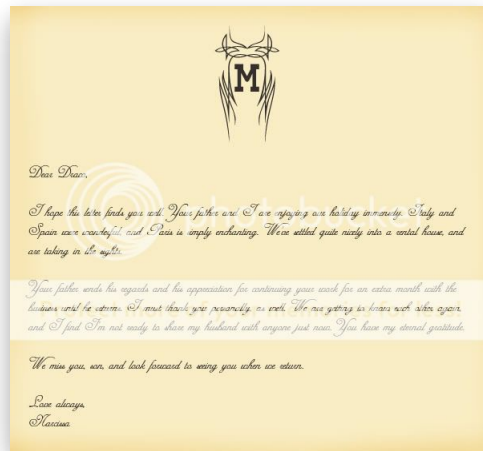 M
Dear Draco,
I hope this letter finds you well. Your father and I are enjoying our holiday immensely. Italy and
Spain were wonderful, and Paris is simply enchanting. We've settled quite nicely into a rental house, and
are taking in the sights.
Your father sends his regards and his appreciation for continuing your work for an extra month with the
business until he returns. I must thank you personally, as well. We are getting to know each other again,
and I find I'm not ready to share my husband with anyone just now. You have my eternal gratitude.
We miss you, son, and look forward to seeing you when we return.
Love always,
Narcissa
photobucket